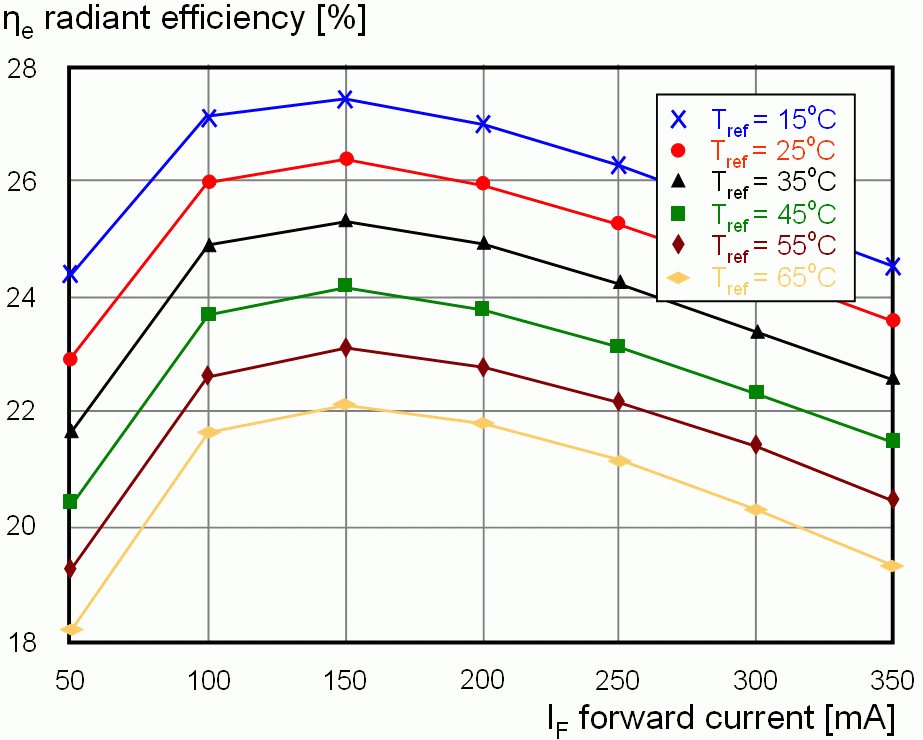 ηe radiant efficiency [%]
28
26
24
22
20
18
Tref = 15°C
Tref = 25°C
Tref = 35°C
Tref = 45°C
Tref = 55°C
Tref = 65°C
50 100 150 200 250 300 350
IF forward current [mA]